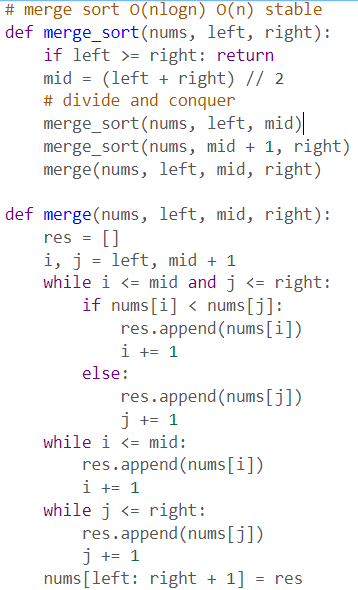 # merge sort O(nlogn) O(n) stable
def merge_sort(nums, left, right):
    if left >= right: return
    mid = (left + right) // 2
    # divide and conquer
    merge_sort(nums, left, mid)
    merge_sort(nums, mid + 1, right)
    merge(nums, left, mid, right)

def merge(nums, left, mid, right):
    res = []
    i, j = left, mid + 1
    while i <= mid and j <= right:
        if nums[i] < nums[j]:
            res.append(nums[i])
            i += 1
        else:
            res.append(nums[j])
            j += 1
    while i <= mid:
        res.append(nums[i])
        i += 1
    while j <= right:
        res.append(nums[j])
        j += 1
    nums[left: right + 1] = res